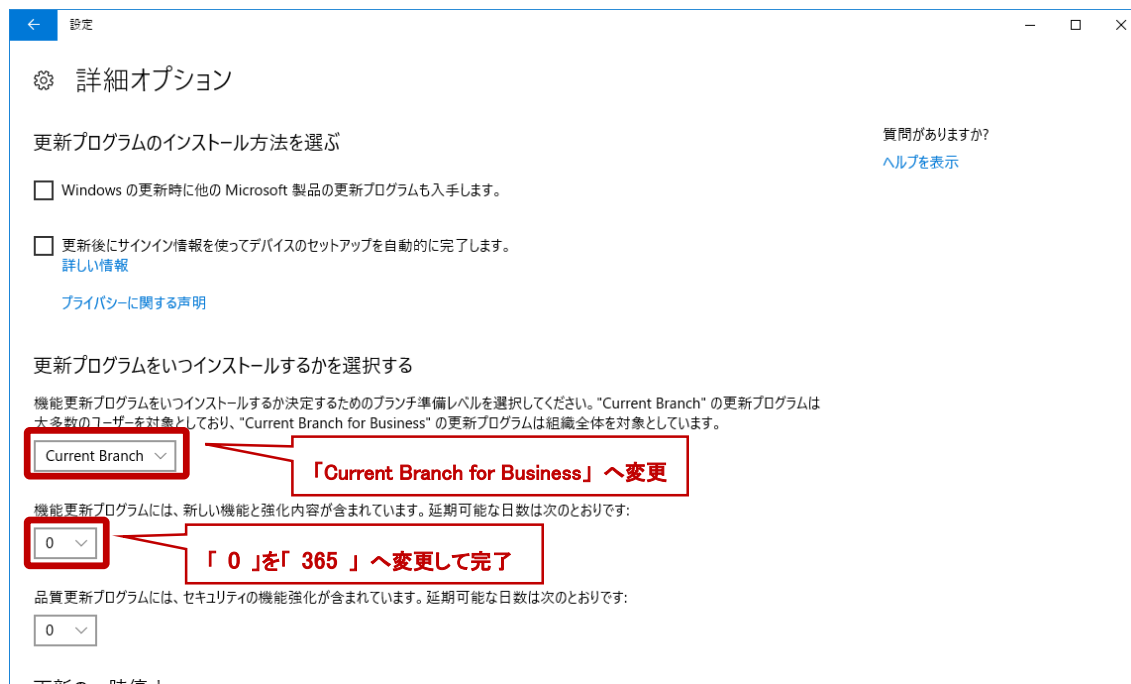 設定
詳細オプション
更新プログラムのインストール方法を選ぶ
質問がありますか?
ヘルプを表示
Windows の更新時に他の Microsoft 製品の更新プログラムも入手します。
更新後にサインイン情報を使ってデバイスのセットアップを自動的に完了します。
詳しい情報
プライバシーに関する声明
更新プログラムをいつインストールするかを選択する
機能更新プログラムをいつインストールするか決定するためのブランチ準備レベルを選択してください。"Current Branch" の更新プログラムは
大多数のユーザーを対象としており、"Current Branch for Business" の更新プログラムは組織全体を対象としています。
Current Branch
「Current Branch for Business」 へ変更
機能更新プログラムには、新しい機能と強化内容が含まれています。延期可能な日数は次のとおりです:
0
「 0 」を「 365 」 へ変更して完了
品質更新プログラムには、セキュリティの機能強化が含まれています。延期可能な日数は次のとおりです:
0